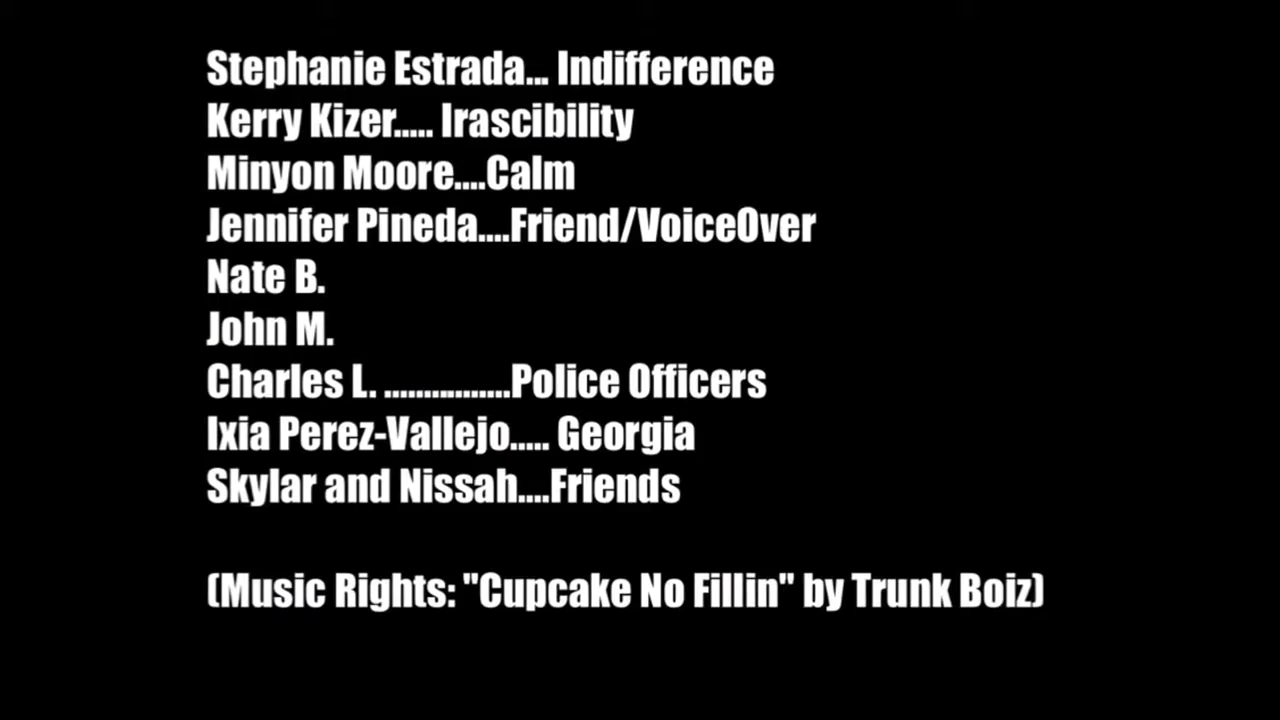 Stephanie Estrada... Indifference
Kerry Kizer..... Irascibility
Minyon Moore....Calm
Jennifer Pineda....Friend/VoiceOver
Nate B.
John M.
Charles L. ................Police Officers
Ixia Perez-Vallejo..... Georgia
Skylar and Nissah....Friends
(Music Rights: "Cupcake No Fillin" by Trunk Boiz)